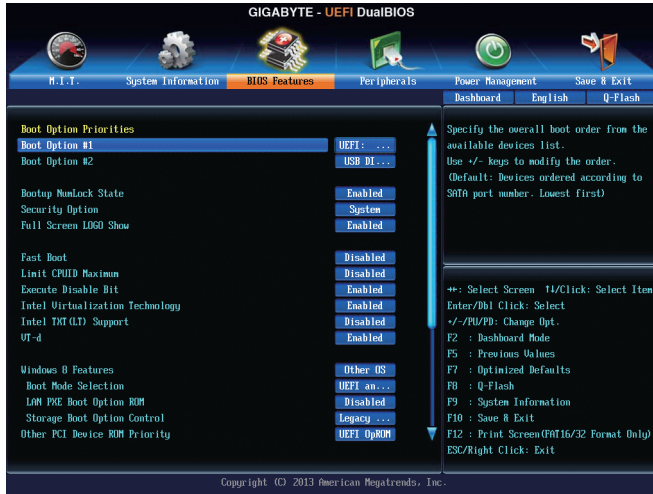 GIGABYTE - UEFI DualBIOS
M.I.T.
System Information
BIOS Features
Peripherals
Power Management
Save & Exit
Dashboard
English
Q-Flash
Boot Option Priorities
Boot Option #1 UEFI: ...
Boot Option #2 USB DI...
Bootup NumLock State Enabled
Security Option System
Full Screen LOGO Show Enabled
Fast Boot Disabled
Limit CPUID Maximum Disabled
Execute Disable Bit Enabled
Intel Virtualization Technology Enabled
Intel TXT(LT) Support Disabled
VT-d Enabled
Windows 8 Features Other OS
Boot Mode Selection UEFI an...
LAN PXE Boot Option ROM Disabled
Storage Boot Option Control Legacy ...
Other PCI Device ROM Priority UEFI OpROM
Specify the overall boot order from the
available devices list.
Use +/- keys to modify the order.
(Default: Devices ordered according to
SATA port number. Lowest first)
→←: Select Screen ↑↓/Click: Select Item
Enter/Dbl Click: Select
+/-/PU/PD: Change Opt.
F2 : Dashboard Mode
F5 : Previous Values
F7 : Optimized Defaults
F8 : Q-Flash
F9 : System Information
F10 : Save & Exit
F12 : Print Screen(FAT16/32 Format Only)
ESC/Right Click: Exit
Copyright (C) 2013 American Megatrends, Inc.